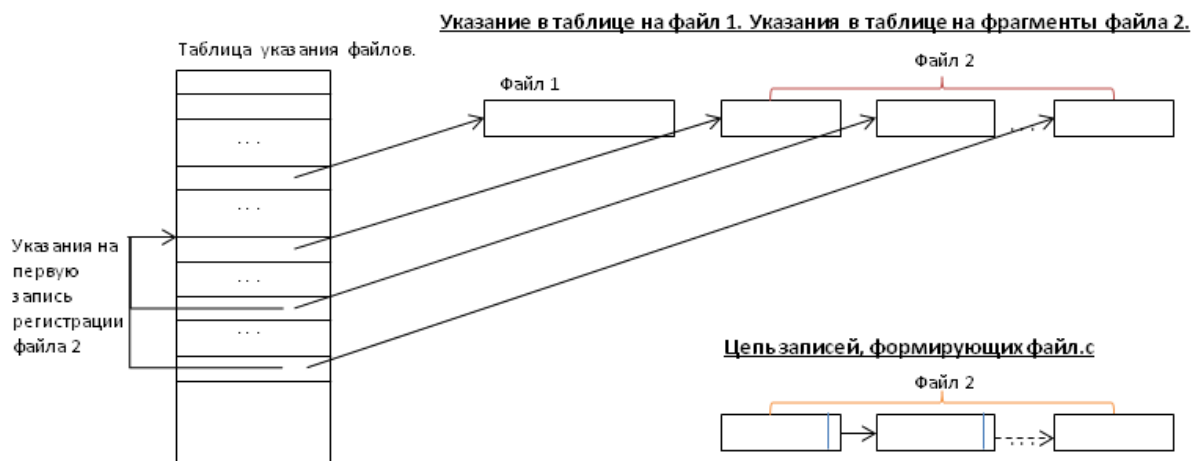 Указание в таблице на файл 1. Указания в таблице на фрагменты файла 2.
Таблица указания файлов.
Файл 1
Файл 2
. . .
. . .
. . .
Указания на
первую
запись
регистрации
файла 2
. . .
. . .
Цепь записей, формирующих файл.с
Файл 2
. . .